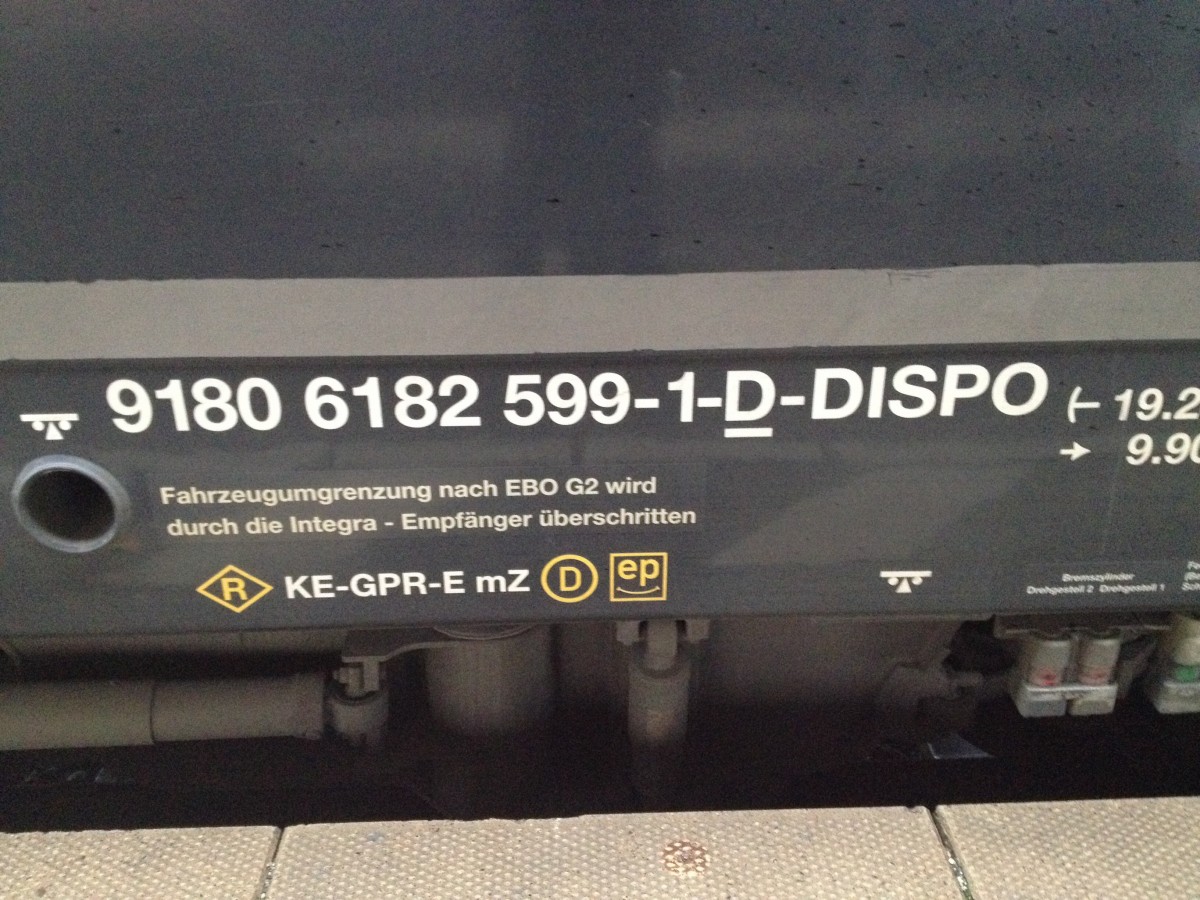 9180 6182 599-1-D-DISPO
19.2
9.90
Fahrzeugumgrenzung nach EBO G2 wird
durch die Integra - Empfänger überschritten
R KE-GPR-E mZ D ep
Bremszylinder
Drehgestell 2 Drehgestell 1